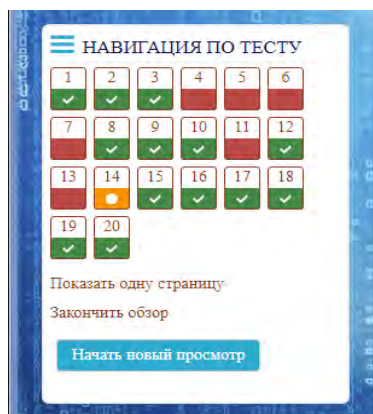 НАВИГАЦИЯ ПО ТЕСТУ
1 2 3 4 5 6
7 8 9 10 11 12
13 14 15 16 17 18
19 20
Показать одну страницу
Закончить обзор
Начать новый просмотр